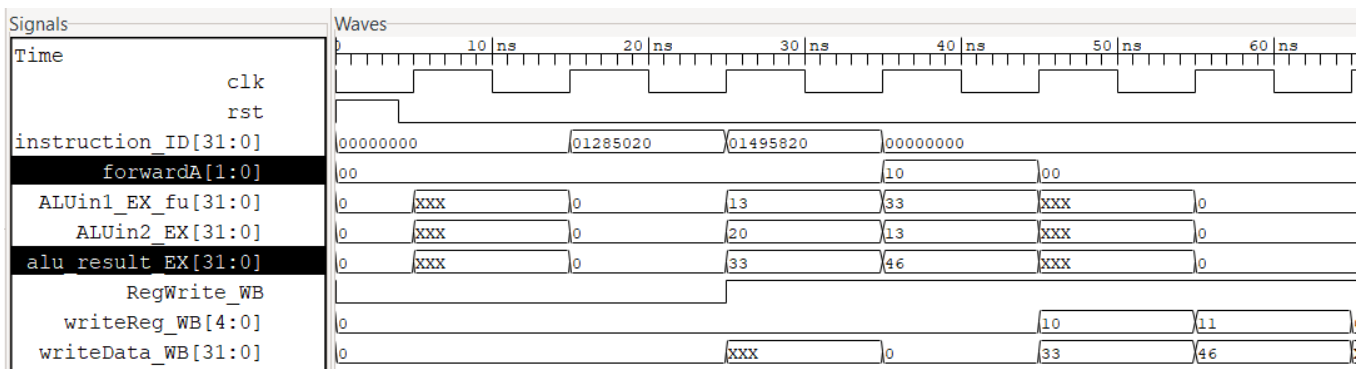 Signals Waves
Time 0 10 ns 20 ns 30 ns 40 ns 50 ns 60 ns
clk
rst
instruction_ID[31:0] 00000000 01285020 01495820 00000000
forwardA[1:0] 00 10 00
ALUin1_EX_fu[31:0] 0 XXX 0 13 33 XXX 0
ALUin2_EX[31:0] 0 XXX 0 20 13 XXX 0
alu_result_EX[31:0] 0 XXX 0 33 46 XXX 0
RegWrite_WB
writeReg_WB[4:0] 0 10 11
writeData_WB[31:0] 0 XXX 0 33 46